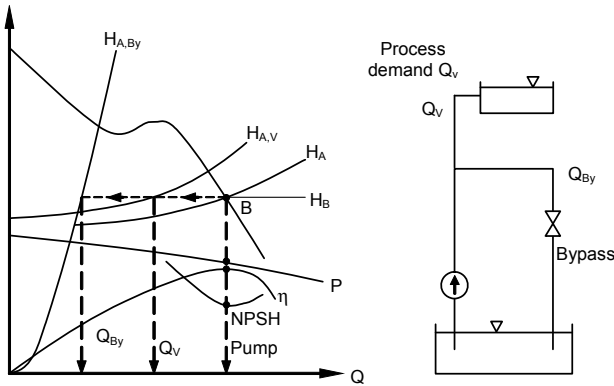 H_A,By
H_A,V
H_A
H_B
B
P
η
NPSH
Q_By
Q_V
Pump
Q
Process
demand Q_v
Q_V
Q_By
Bypass